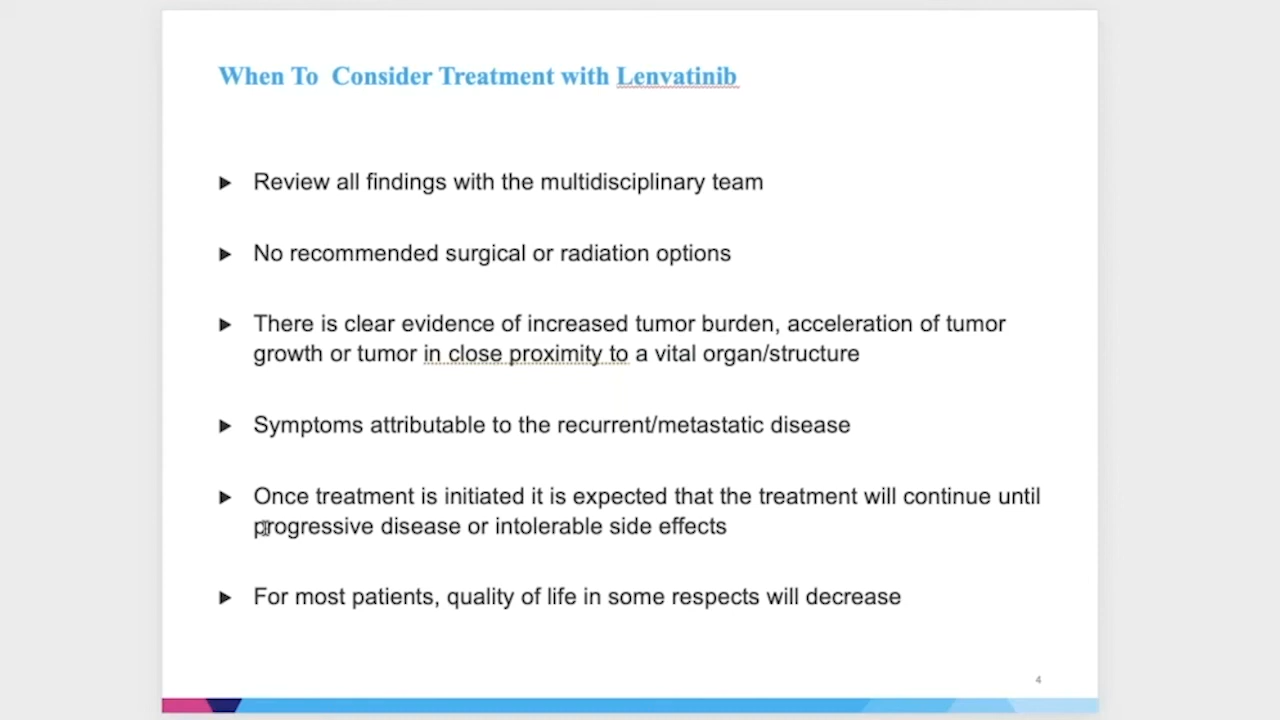 When To  Consider Treatment with Lenvatinib
Review all findings with the multidisciplinary team
No recommended surgical or radiation options
There is clear evidence of increased tumor burden, acceleration of tumor
growth or tumor in close proximity to a vital organ/structure
Symptoms attributable to the recurrent/metastatic disease
Once treatment is initiated it is expected that the treatment will continue until
progressive disease or intolerable side effects
For most patients, quality of life in some respects will decrease
4